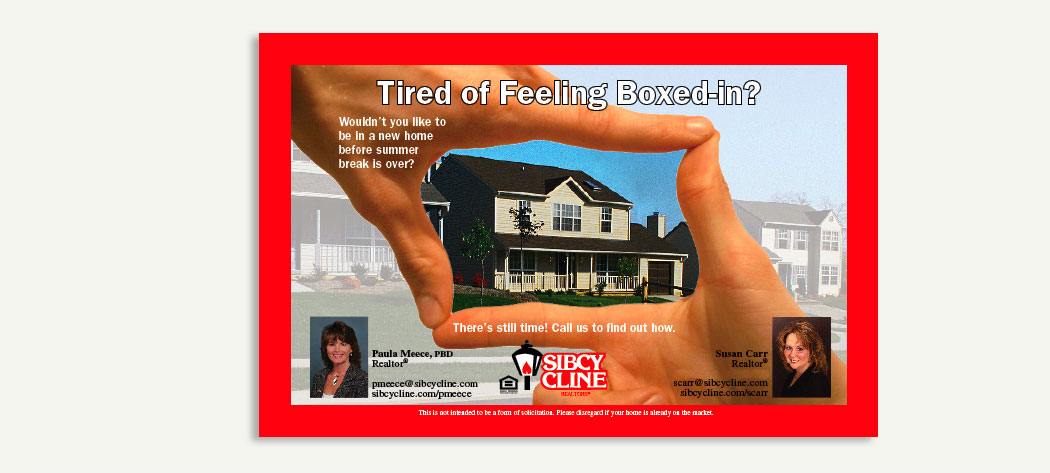 Tired of Feeling Boxed-in?
Wouldn't you like to
be in a new home
before summer
break is over?
There's still time! Call us to find out how.
Paula Meece, PBD
Realtor®
pmeece@sibcycline.com
sibcycline.com/pmeece
SIBCY
CLINE
REALTORS®
Susan Carr
Realtor®
scarr@sibcycline.com
sibcycline.com/scarr
This is not intended to be a form of solicitation. Please disregard if your home is already on the market.